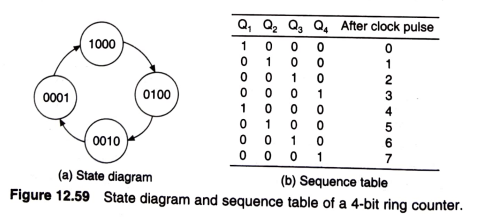 1000
0001
0100
0010
(a) State diagram
Q1 Q2 Q3 Q4 After clock pulse
1 0 0 0 0
0 1 0 0 1
0 0 1 0 2
0 0 0 1 3
1 0 0 0 4
0 1 0 0 5
0 0 1 0 6
0 0 0 1 7
(b) Sequence table
Figure 12.59 State diagram and sequence table of a 4-bit ring counter.